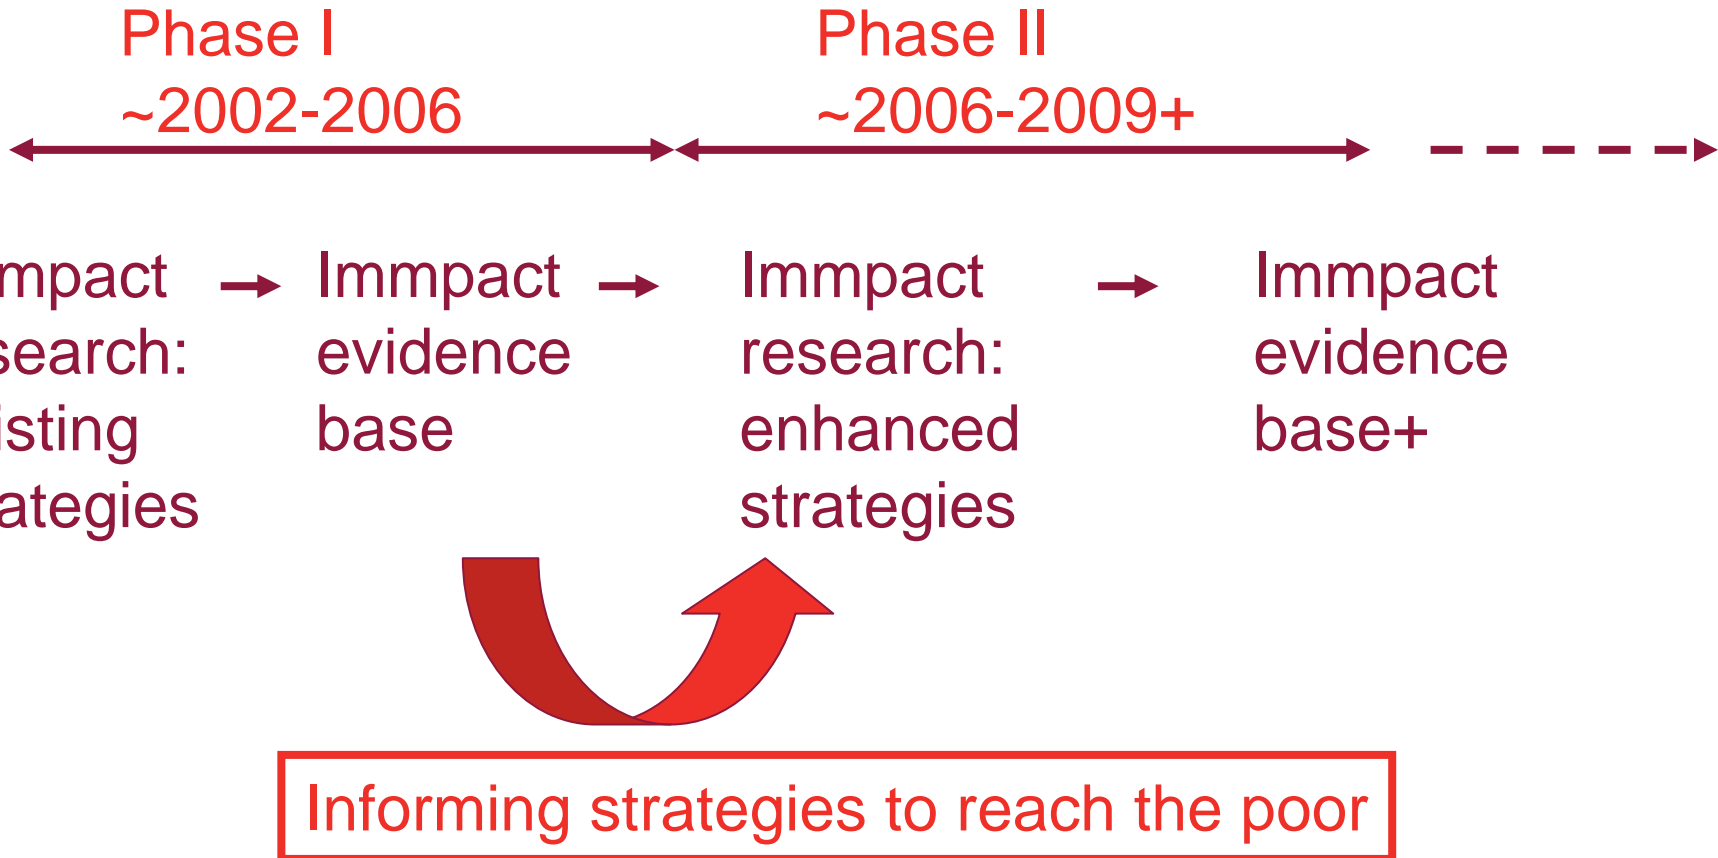 Phase I
~2002-2006
Phase II
~2006-2009+
mpact
search:
isting
ategies
Immpact
evidence
base
Immpact
research:
enhanced
strategies
Immpact
evidence
base+
Informing strategies to reach the poor